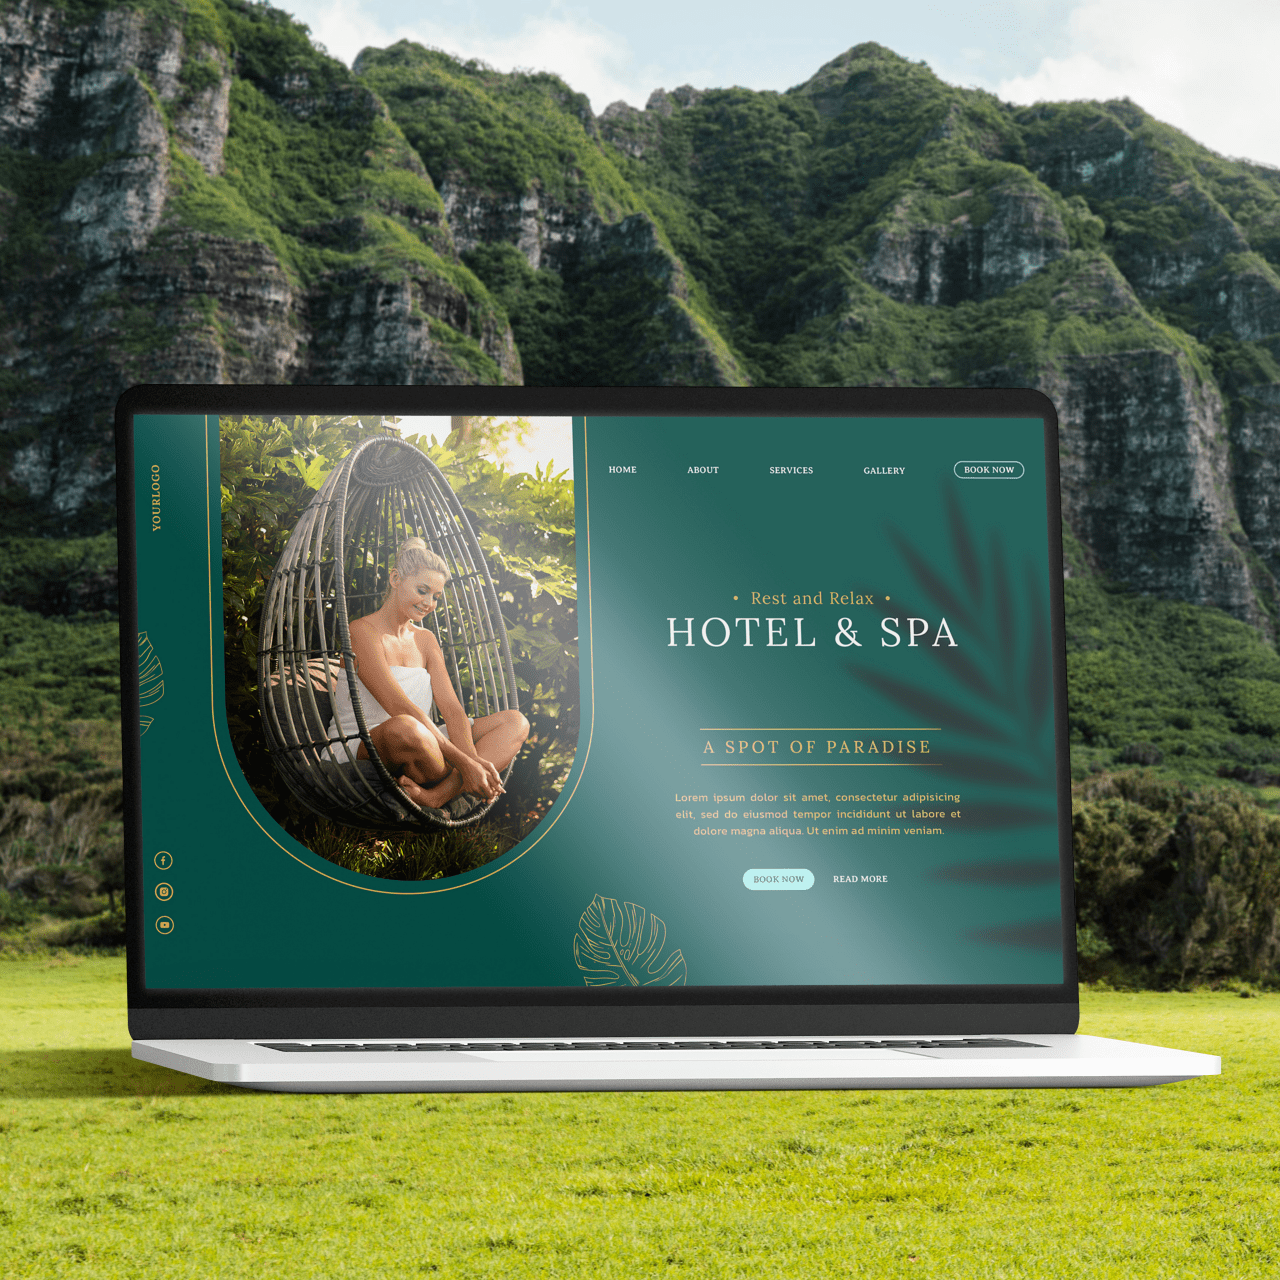 YOURLOGO
HOME ABOUT SERVICES GALLERY BOOK NOW
• Rest and Relax •
HOTEL & SPA
A SPOT OF PARADISE
Lorem ipsum dolor sit amet, consectetur adipisicing
elit, sed do eiusmod tempor incididunt ut labore et
dolore magna aliqua. Ut enim ad minim veniam.
BOOK NOW READ MORE